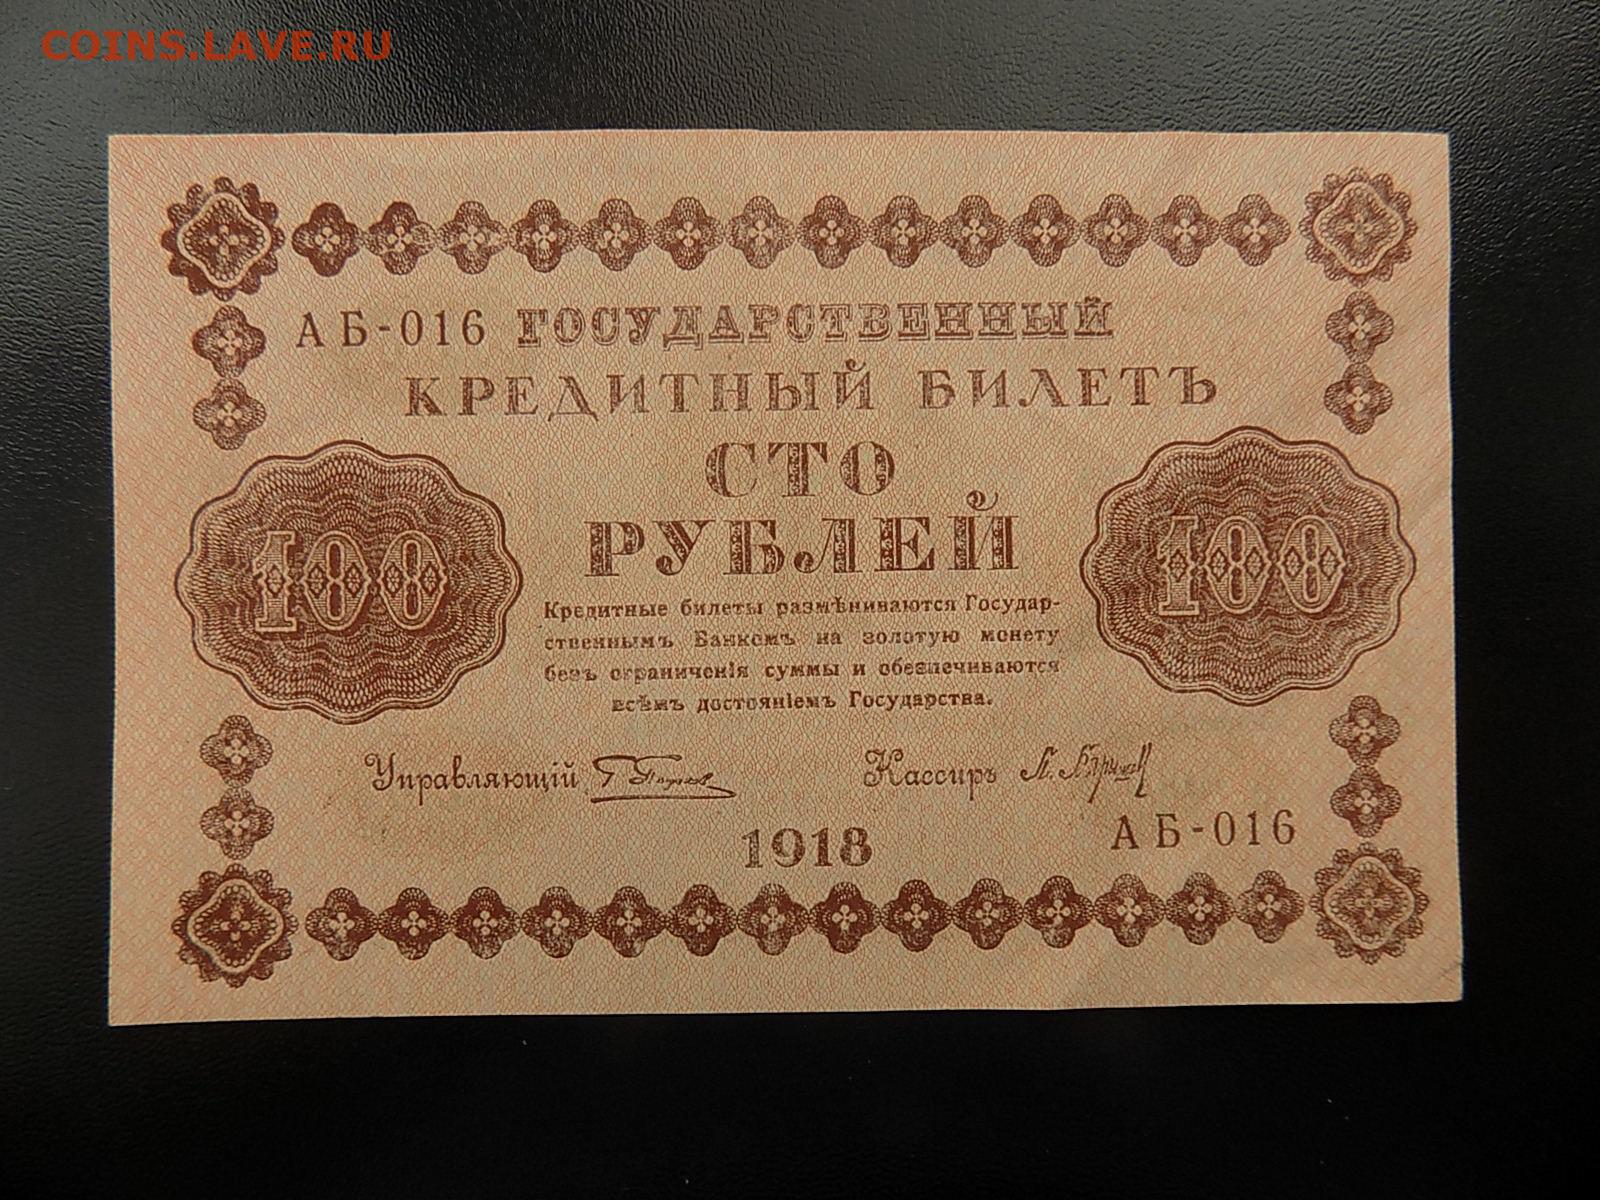 COINS.LAVE.RU
АБ-016 ГОСУДАРСТВЕННЫЙ
КРЕДИТНЫЙ БИЛЕТЪ
СТО
РУБЛЕЙ
100
100
Кредитные билеты размѣниваются Государ-
ственнымъ Банкомъ на золотую монету
безъ ограниченія суммы и обезпечиваются
всѣмъ достояніемъ Государства.
Управляющій Кассиръ
1918
АБ-016